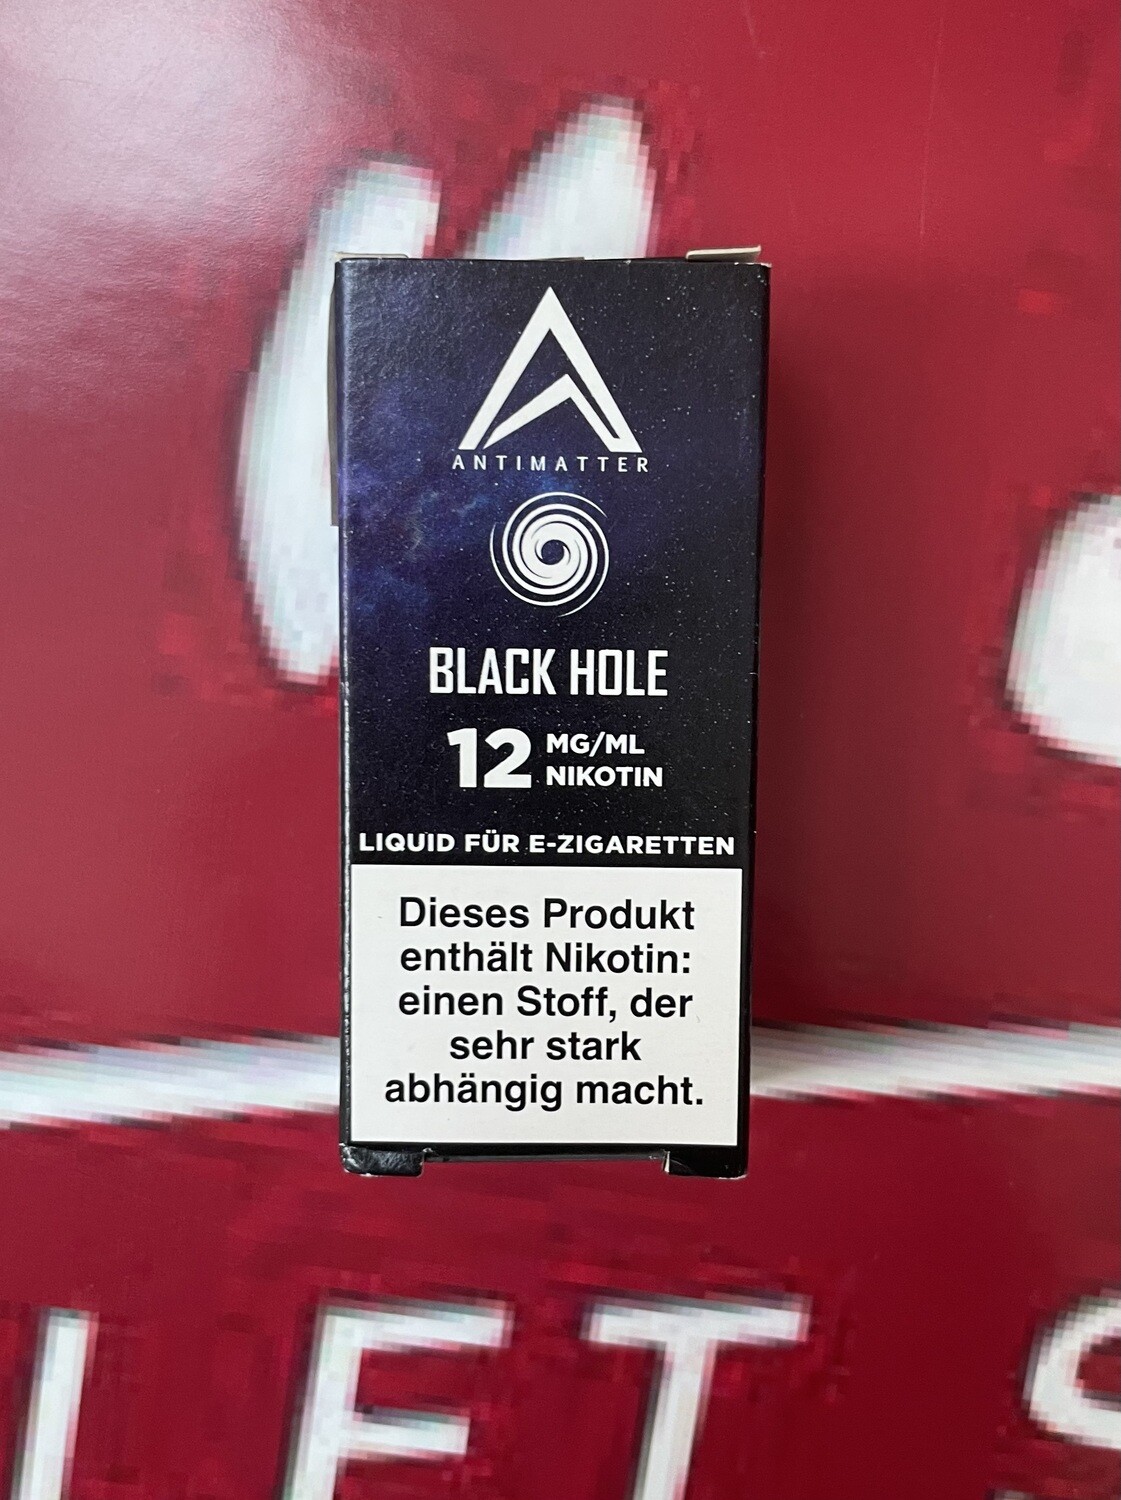 ANTIMATTER
BLACK HOLE
12 MG/ML
NIKOTIN
LIQUID FÜR E-ZIGARETTEN
Dieses Produkt
enthält Nikotin:
einen Stoff, der
sehr stark
abhängig macht.
LET